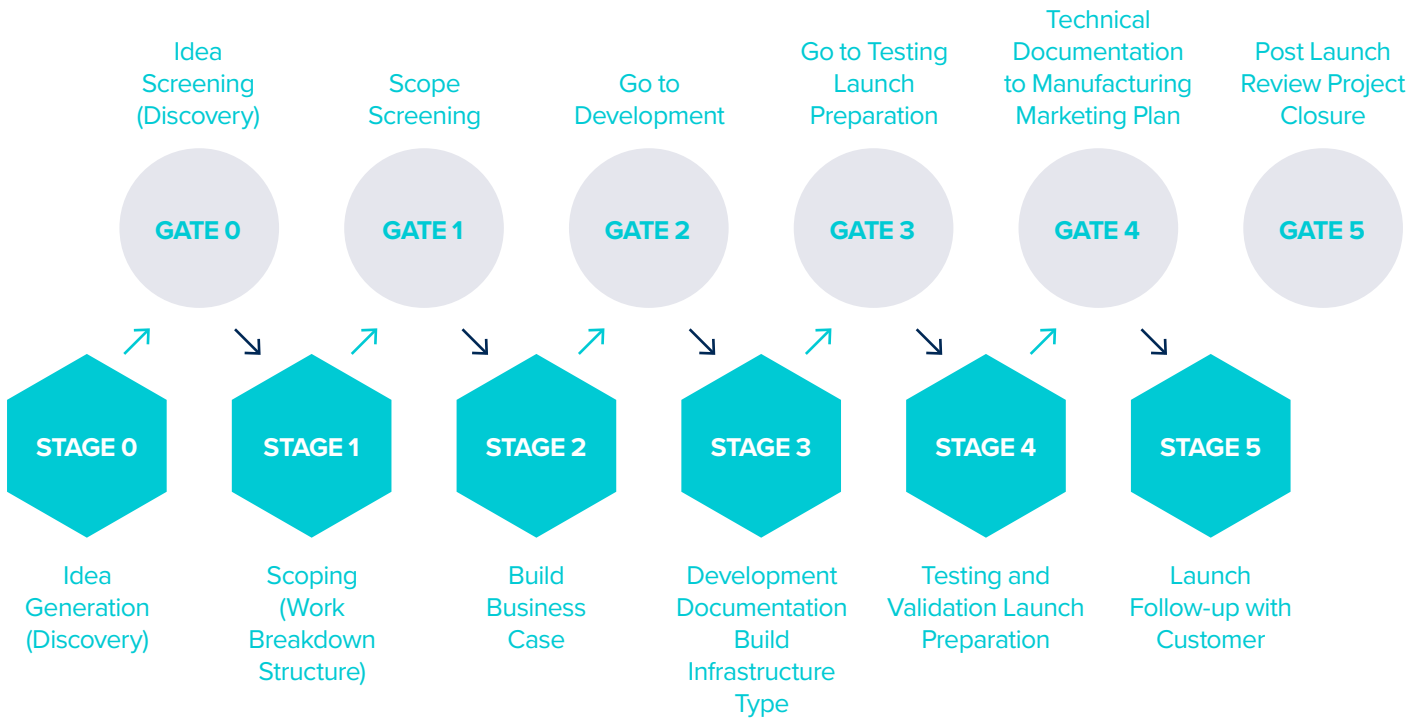 Idea
Screening
(Discovery)
Scope
Screening
Go to
Development
Go to Testing
Launch
Preparation
Technical
Documentation
to Manufacturing
Marketing Plan
Post Launch
Review Project
Closure
GATE 0
GATE 1
GATE 2
GATE 3
GATE 4
GATE 5
STAGE 0
STAGE 1
STAGE 2
STAGE 3
STAGE 4
STAGE 5
Idea
Generation
(Discovery)
Scoping
(Work
Breakdown
Structure)
Build
Business
Case
Development
Documentation
Build
Infrastructure
Type
Testing and
Validation Launch
Preparation
Launch
Follow-up with
Customer